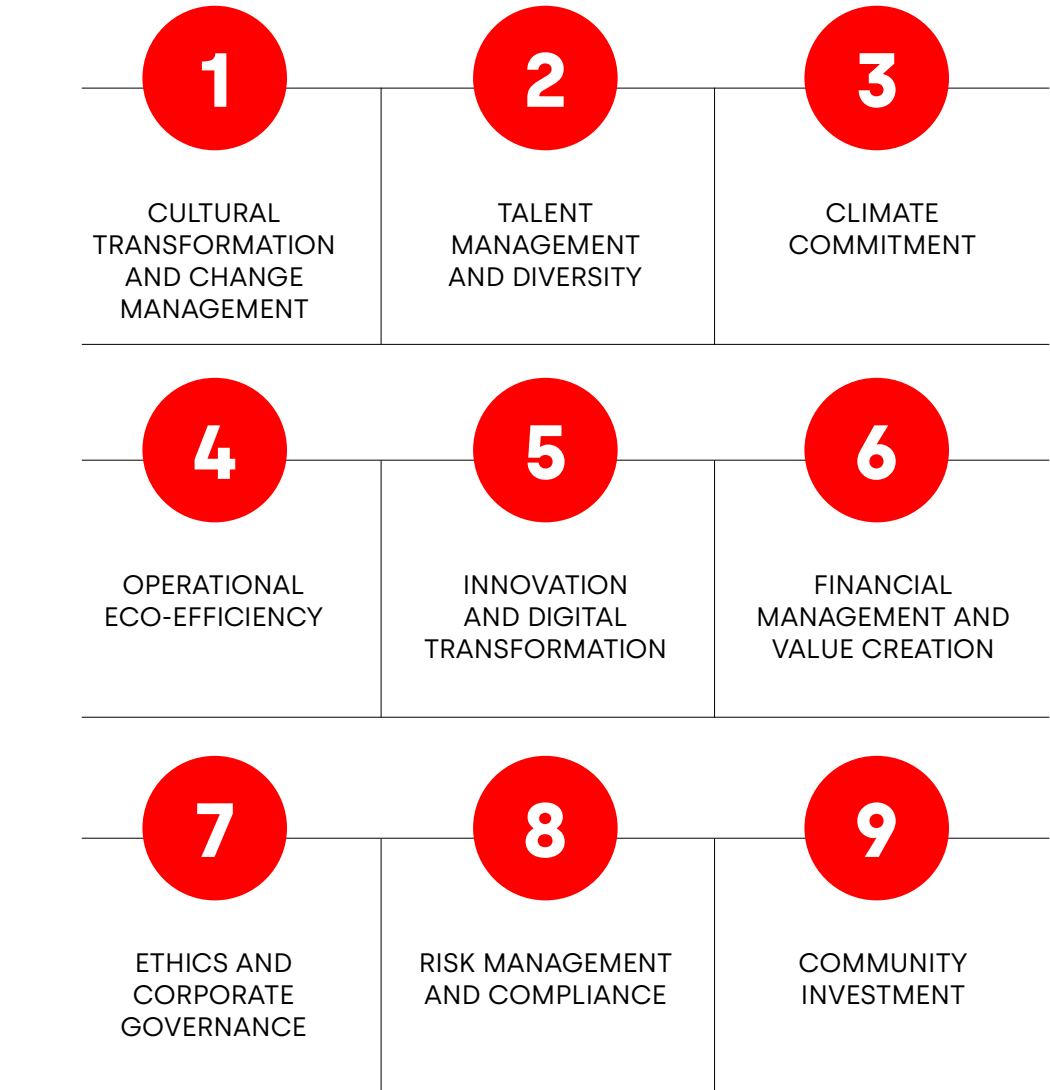 1
CULTURAL
TRANSFORMATION
AND CHANGE
MANAGEMENT
2
TALENT
MANAGEMENT
AND DIVERSITY
3
CLIMATE
COMMITMENT
4
OPERATIONAL
ECO-EFFICIENCY
5
INNOVATION
AND DIGITAL
TRANSFORMATION
6
FINANCIAL
MANAGEMENT AND
VALUE CREATION
7
ETHICS AND
CORPORATE
GOVERNANCE
8
RISK MANAGEMENT
AND COMPLIANCE
9
COMMUNITY
INVESTMENT